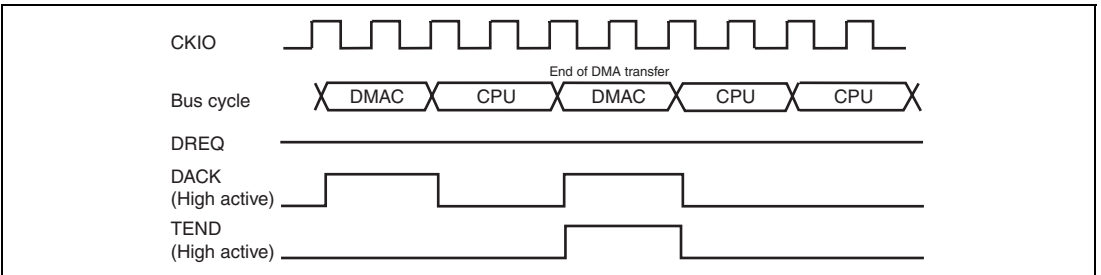 CKIO
End of DMA transfer
Bus cycle DMAC CPU DMAC CPU CPU
DREQ
DACK
(High active)
TEND
(High active)